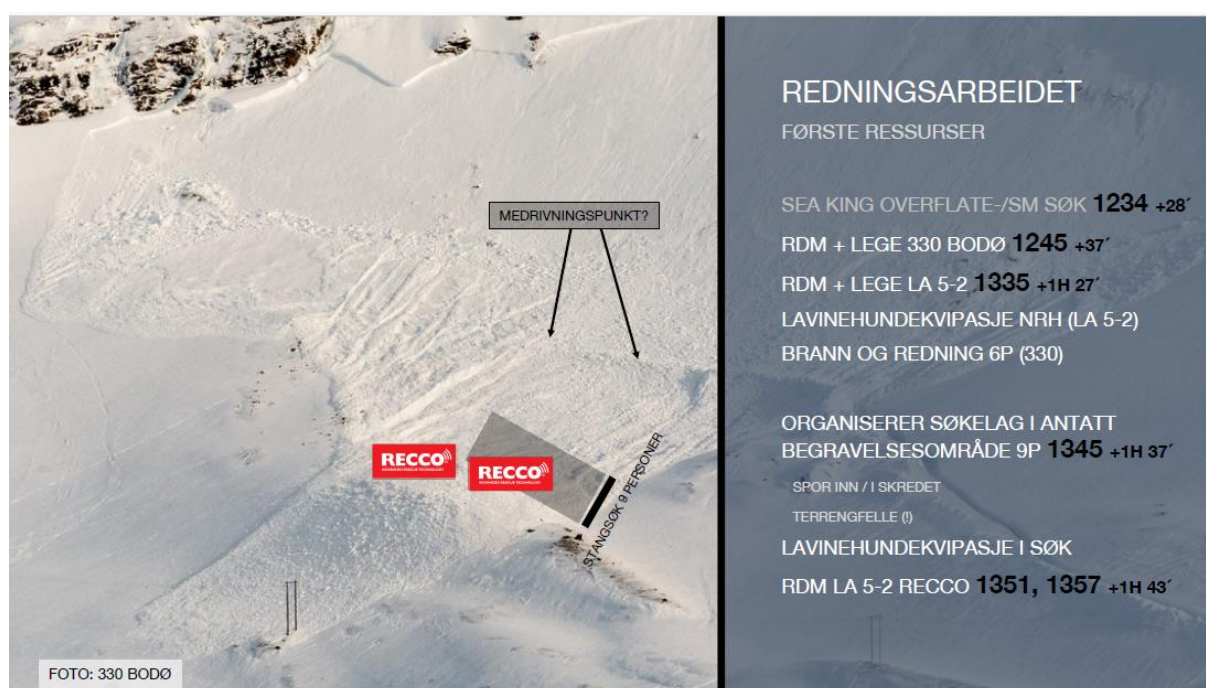 MEDRIVNINGSPUNKT?
RECCO
RECCO
STANGSØK 9 PERSONER
FOTO: 330 BODØ
REDNINGSARBEIDET
FØRSTE RESSURSER
SEA KING OVERFLATE-/SM SØK 1234 +28´
RDM + LEGE 330 BODØ 1245 +37´
RDM + LEGE LA 5-2 1335 +1H 27´
LAVINEHUNDEKVIPASJE NRH (LA 5-2)
BRANN OG REDNING 6P (330)
ORGANISERER SØKELAG I ANTATT
BEGRAVELSESOMRÅDE 9P 1345 +1H 37´
SPOR INN / I SKREDET
TERRENGFELLE (!)
LAVINEHUNDEKVIPASJE I SØK
RDM LA 5-2 RECCO 1351, 1357 +1H 43´